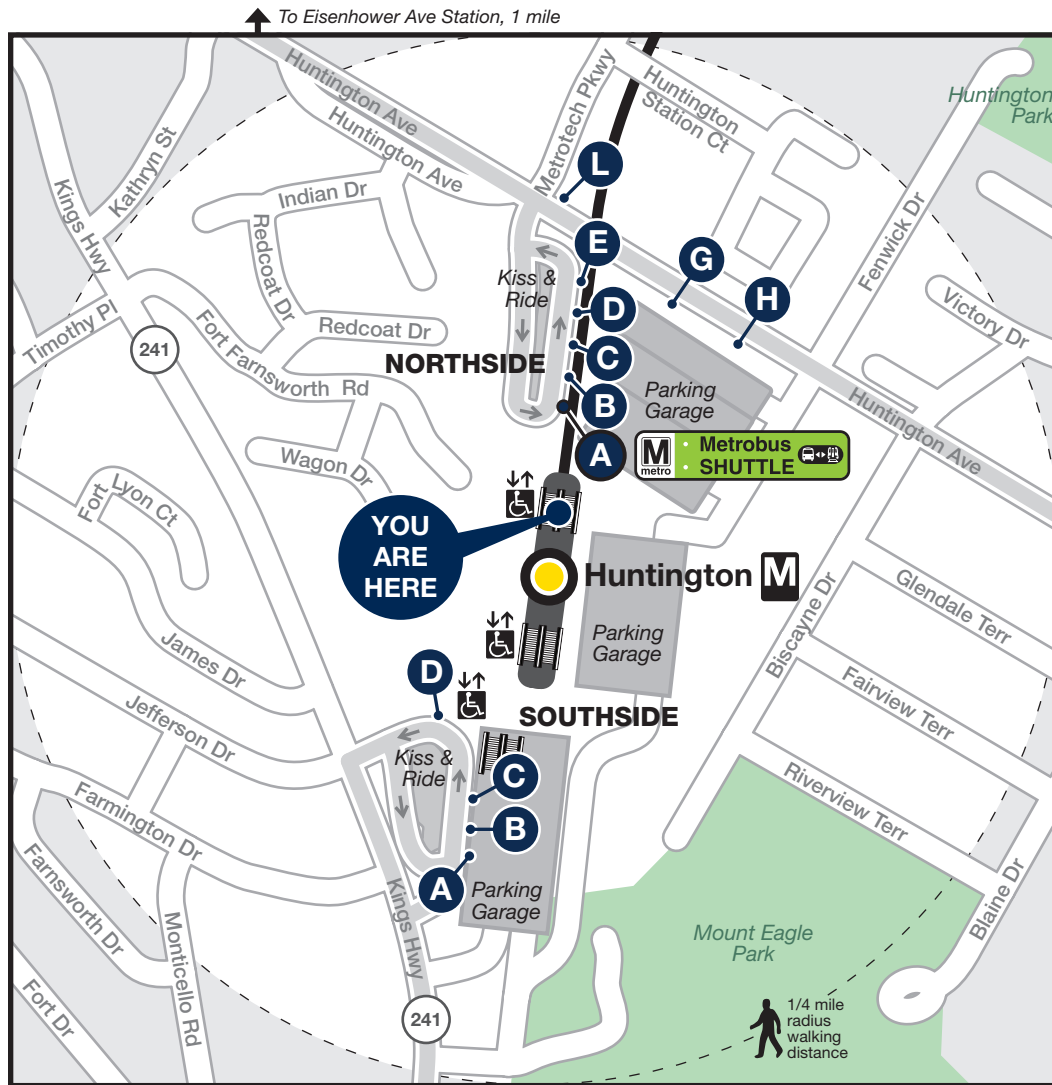 To Eisenhower Ave Station, 1 mile
Huntington Ave
Huntington Ave
Metrotech Pkwy
Huntington
Station Ct
Huntington
Park
Kathryn St
Kings Hwy
Indian Dr
Redcoat Dr
Redcoat Dr
Timothy Pl
241
Fort Farnsworth Rd
Fenwick Dr
Victory Dr
L
E
G
H
Kiss &
Ride
D
NORTHSIDE
C
B
Parking
Garage
A
M
metro
• Metrobus
• SHUTTLE
Huntington Ave
Wagon Dr
Fort Lyon Ct
YOU
ARE
HERE
Huntington M
Parking
Garage
Biscayne Dr
Glendale Terr
Fairview Terr
Riverview Terr
Blaine Dr
James Dr
Jefferson Dr
Farmington Dr
Farnsworth Dr
Monticello Rd
Fort Dr
D
SOUTHSIDE
Kiss &
Ride
C
B
A
Parking
Garage
Kings Hwy
241
Mount Eagle
Park
1/4 mile
radius
walking
distance